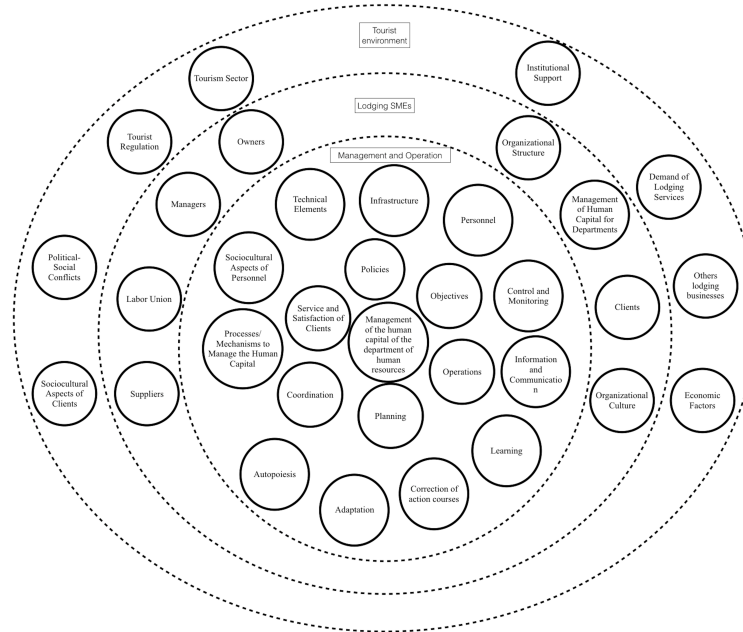 Tourist
environment
Tourism Sector
Institutional
Support
Lodging SMEs
Tourist
Regulation
Owners
Organizational
Structure
Management and Operation
Demand of
Lodging
Services
Managers
Technical
Elements
Infrastructure
Personnel
Management
of Human
Capital for
Departments
Political-
Social
Conflicts
Sociocultural
Aspects of
Personnel
Policies
Others
lodging
businesses
Labor Union
Objectives
Control and
Monitoring
Clients
Service and
Satisfaction of
Clients
Management
of the human
capital of the
department of
human
resources
Processes/
Mechanisms to
Manage the Human
Capital
Operations
Information
and
Communicatio
n
Sociocultural
Aspects of
Clients
Suppliers
Coordination
Organizational
Culture
Economic
Factors
Planning
Learning
Autopoiesis
Correction of
action courses
Adaptation